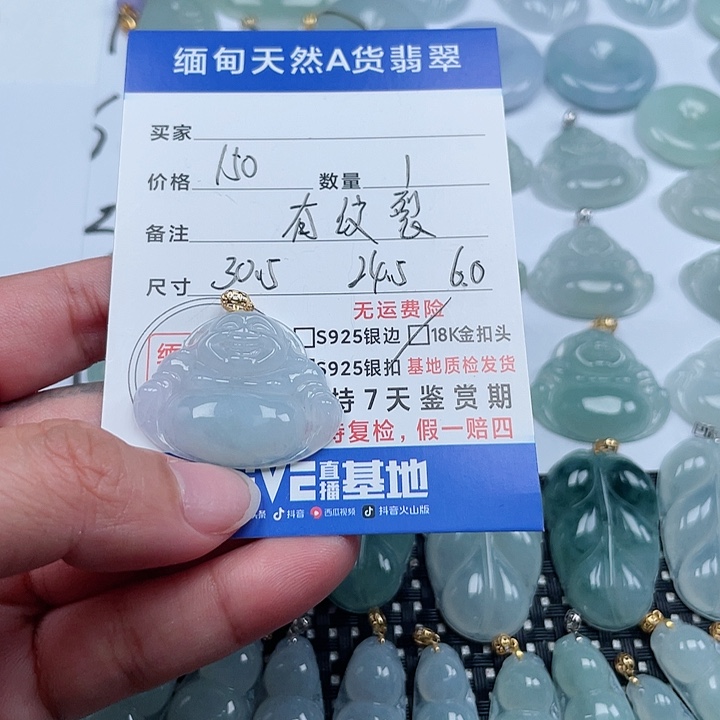 缅甸天然A货翡翠
买家
价格 150 数量 1
备注 有纹裂
尺寸 30.5 24.5 6.0
无运费险
S925银边 18K金扣头
S925银扣 基地质检发货
持7天鉴赏期
持复检,假一赔四
VE直播基地
抖音 西瓜视频 抖音火山版